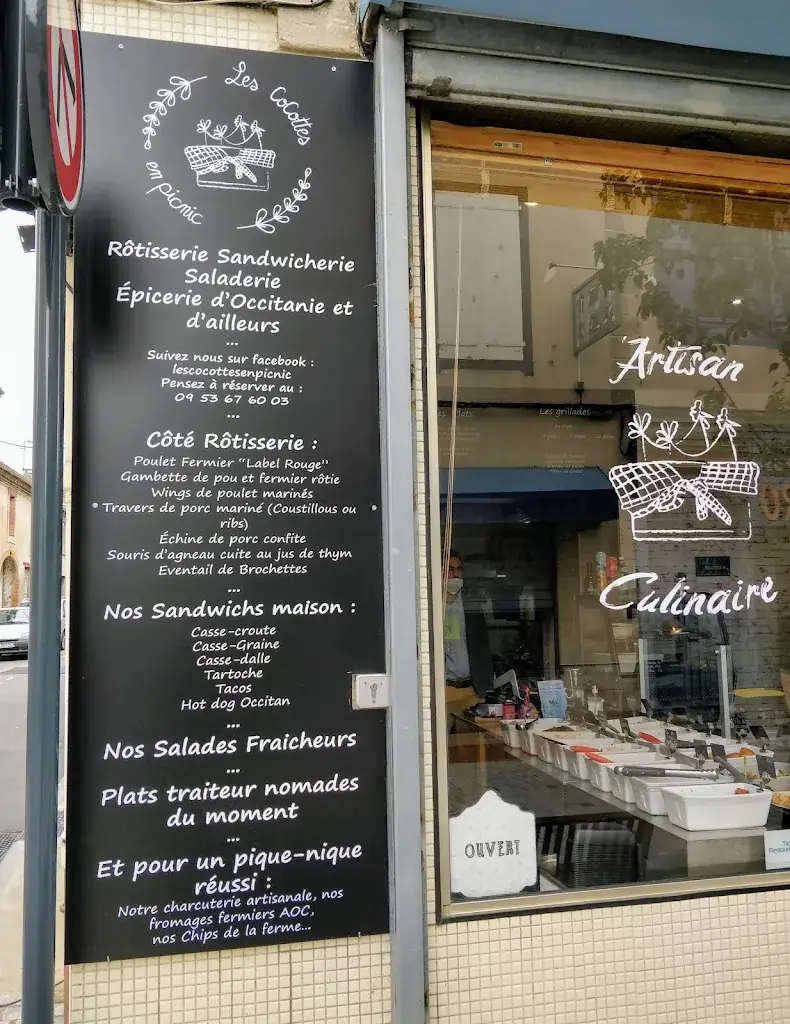 Les CoCottes
en picnic
Rôtisserie Sandwicherie
Saladerie
Épicerie d'Occitanie et
d'ailleurs
...
Suivez nous sur facebook :
lescocottesenpicnic
Pensez à réserver au :
09 53 67 60 03
...
Côté Rôtisserie :
Poulet Fermier "Label Rouge"
Gambette de pou et fermier rôtie
Wings de poulet marinés
Travers de porc mariné (Coustillous ou
ribs)
Échine de porc confite
Souris d'agneau cuite au jus de thym
Eventail de Brochettes
...
Nos Sandwichs maison :
Casse-croute
Casse-Graine
Casse-dalle
Tartoche
Tacos
Hot dog Occitan
...
Nos Salades Fraicheurs
...
Plats traiteur nomades
du moment
...
Et pour un pique-nique
réussi :
Notre charcuterie artisanale, nos
fromages fermiers AOC,
nos Chips de la ferme...
Les grillades
Artisan
Culinaire
OUVERT